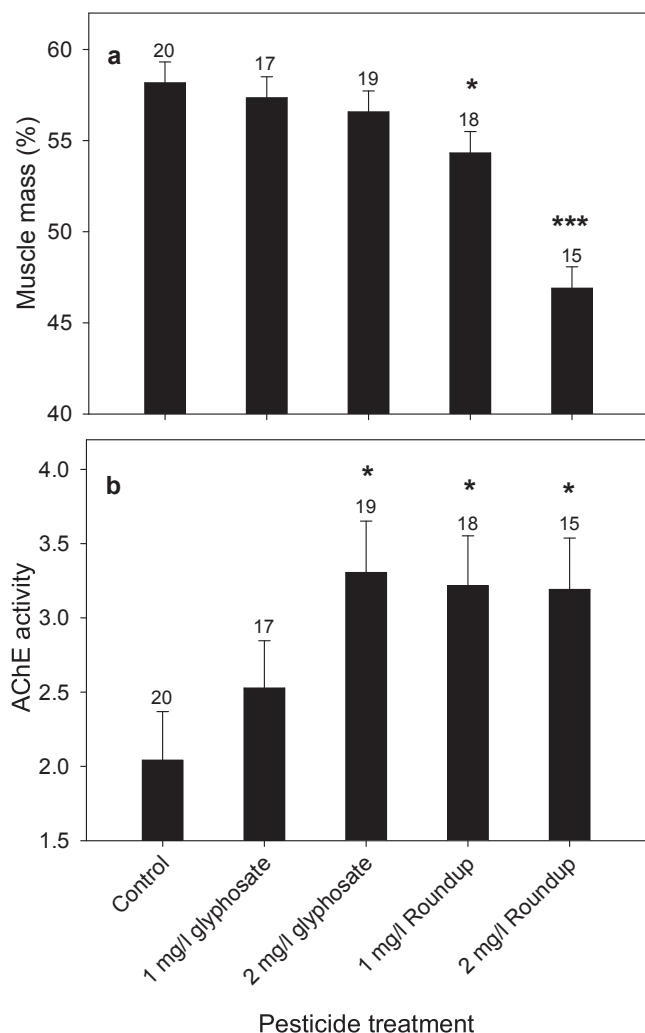 a
Muscle mass (%)
60
55
50
45
40
20
17
19
*
18
***
15
b
AChE activity
4.0
3.5
3.0
2.5
2.0
1.5
20
17
*
19
*
18
*
15
Control
1 mg/l glyphosate
2 mg/l glyphosate
1 mg/l Roundup
2 mg/l Roundup
Pesticide treatment